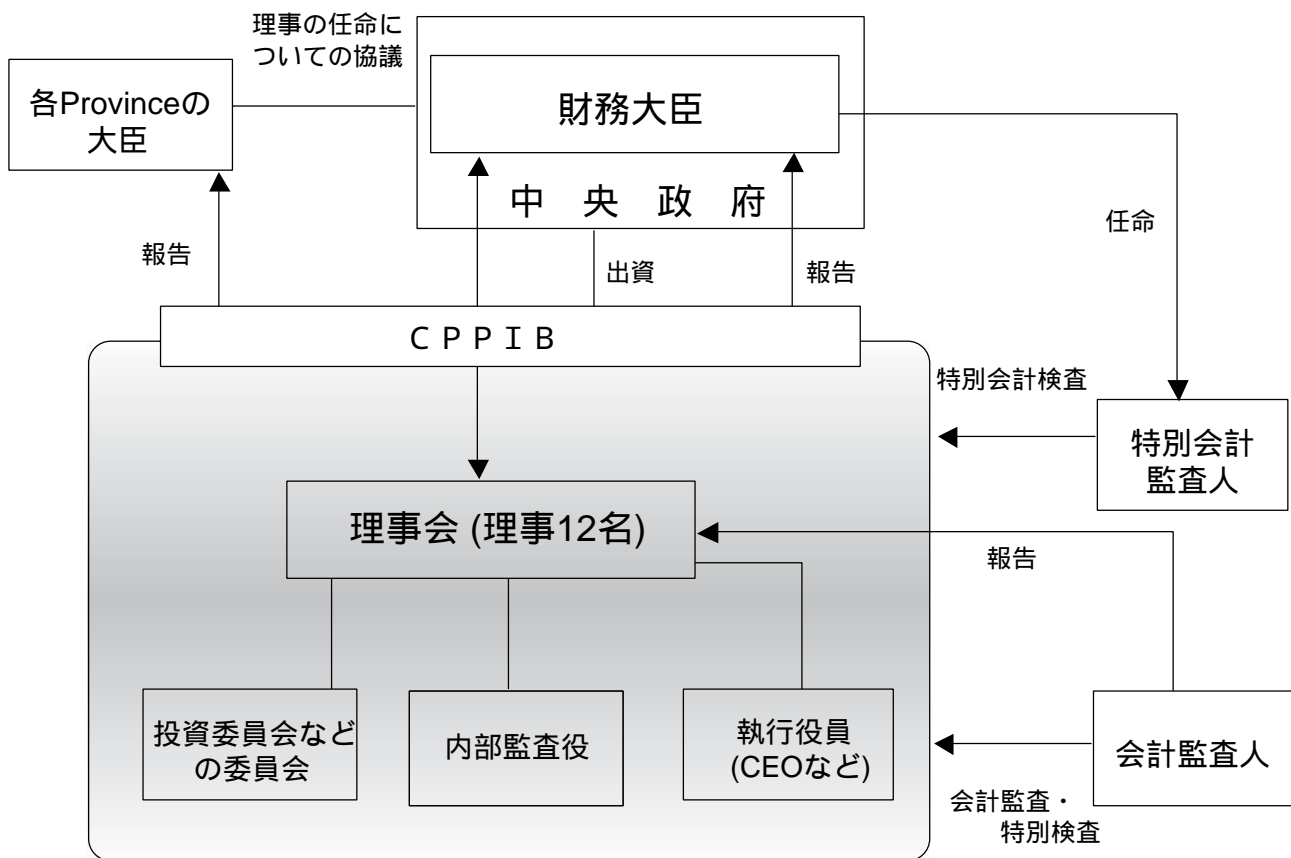 理事の任命に
ついての協議
各Provinceの
大臣
財務大臣
中 央 政 府
報告
出資
報告
任命
ＣＰＰＩＢ
特別会計検査
特別会計
監査人
理事会 (理事12名)
報告
投資委員会など
の委員会
内部監査役
執行役員
(CEOなど)
会計監査人
会計監査・
特別検査